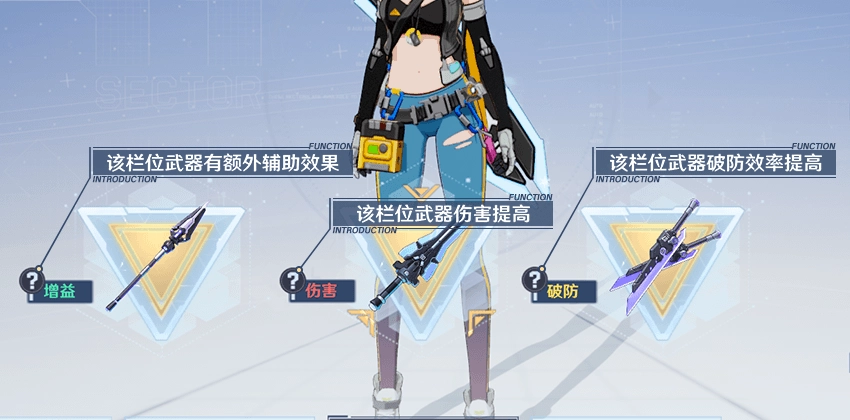 SECTOR
FUNCTION
该栏位武器有额外辅助效果
INTRODUCTION
FUNCTION
该栏位武器破防效率提高
INTRODUCTION
FUNCTION
该栏位武器伤害提高
INTRODUCTION
? 增益
? 伤害
? 破防